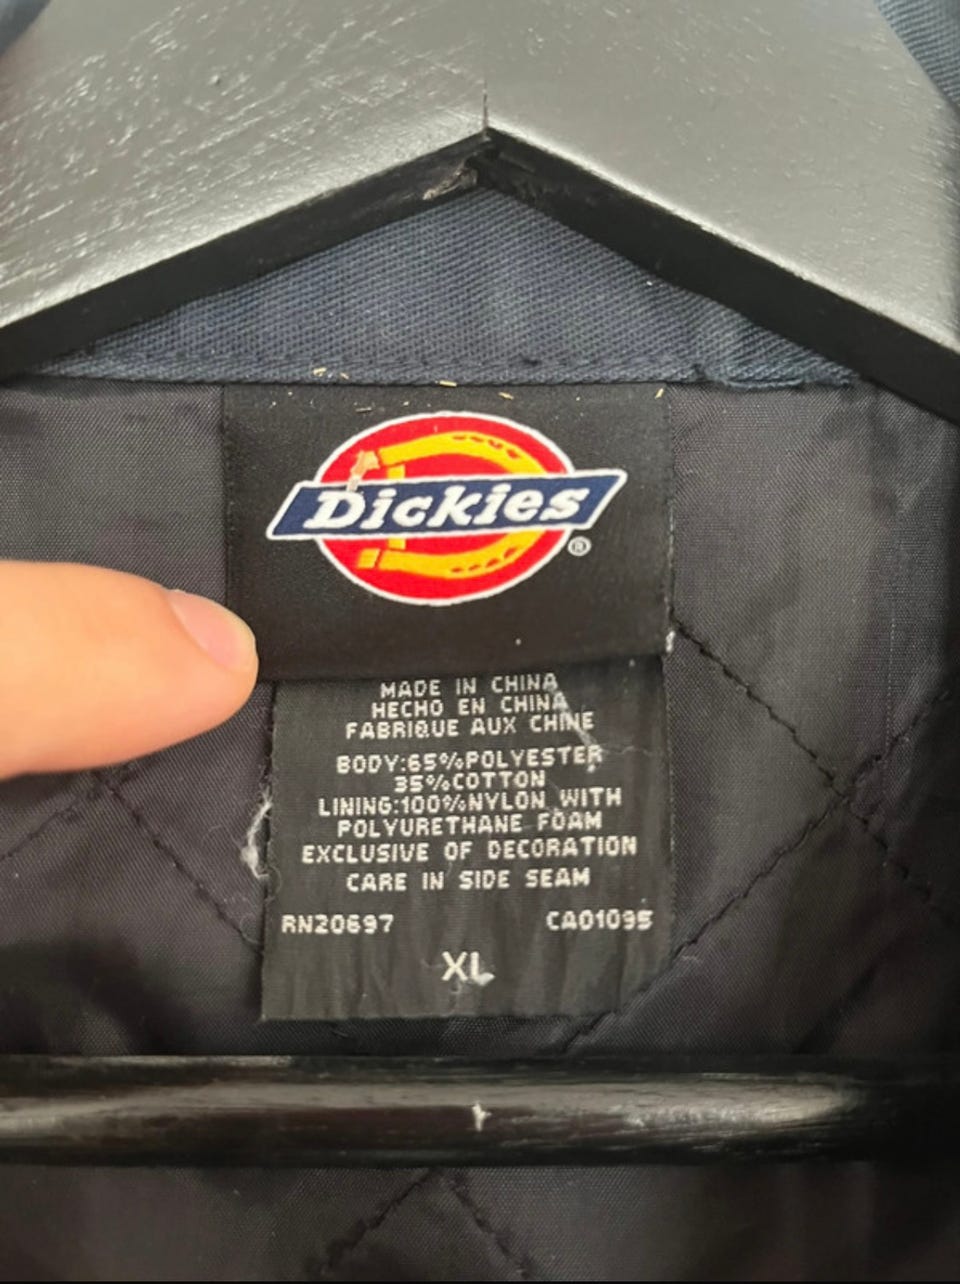 Dickies®
MADE IN CHINA
HECHO EN CHINA
FABRIQUE AUX CHINE
BODY:65%POLYESTER
35%COTTON
LINING:100%NYLON WITH
POLYURETHANE FOAM
EXCLUSIVE OF DECORATION
CARE IN SIDE SEAM
RN20697 CA01095
XL